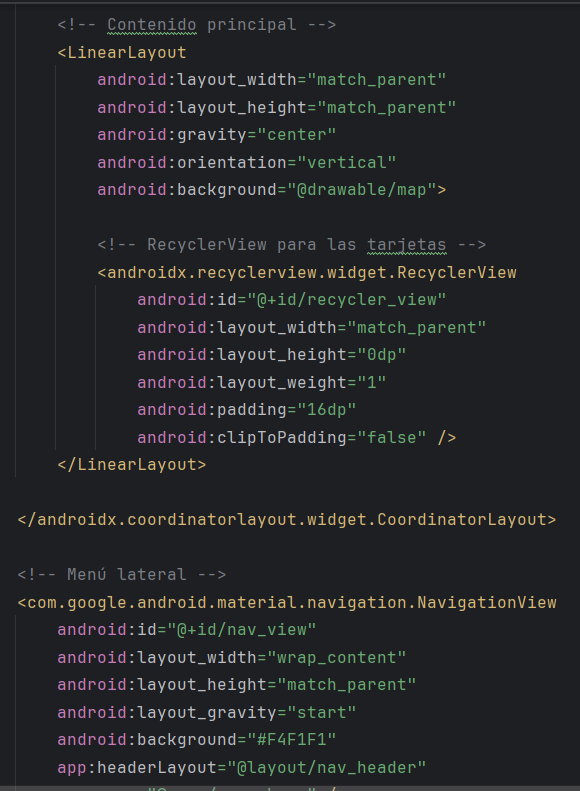 <!-- Contenido principal -->
<LinearLayout
android:layout_width="match_parent"
android:layout_height="match_parent"
android:gravity="center"
android:orientation="vertical"
android:background="@drawable/map">
<!-- RecyclerView para las tarjetas -->
<androidx.recyclerview.widget.RecyclerView
android:id="@+id/recycler_view"
android:layout_width="match_parent"
android:layout_height="0dp"
android:layout_weight="1"
android:padding="16dp"
android:clipToPadding="false" />
</LinearLayout>
</androidx.coordinatorlayout.widget.CoordinatorLayout>
<!-- Menú lateral -->
<com.google.android.material.navigation.NavigationView
android:id="@+id/nav_view"
android:layout_width="wrap_content"
android:layout_height="match_parent"
android:layout_gravity="start"
android:background="#F4F1F1"
app:headerLayout="@layout/nav_header"